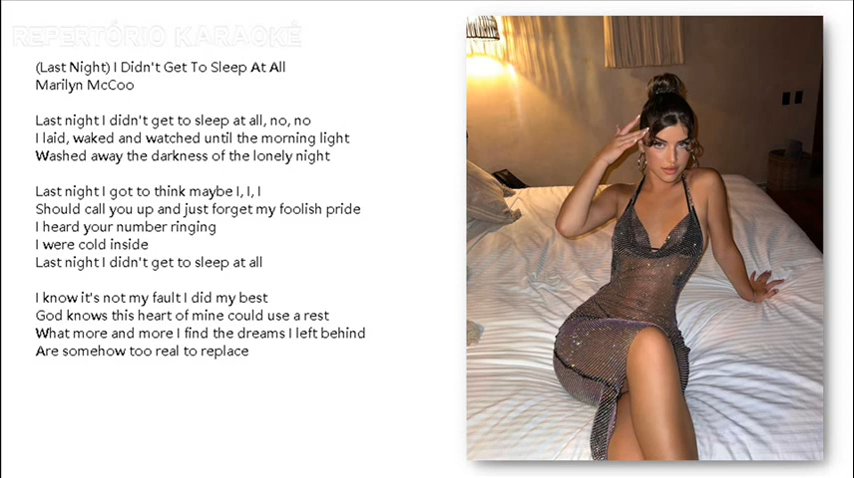 REPERTÓRIO KARAOKÊ
(Last Night) I Didn't Get To Sleep At All
Marilyn McCoo
Last night I didn't get to sleep at all, no, no
I laid, waked and watched until the morning light
Washed away the darkness of the lonely night
Last night I got to think maybe I, I, I
Should call you up and just forget my foolish pride
I heard your number ringing
I were cold inside
Last night I didn't get to sleep at all
I know it's not my fault I did my best
God knows this heart of mine could use a rest
What more and more I find the dreams I left behind
Are somehow too real to replace